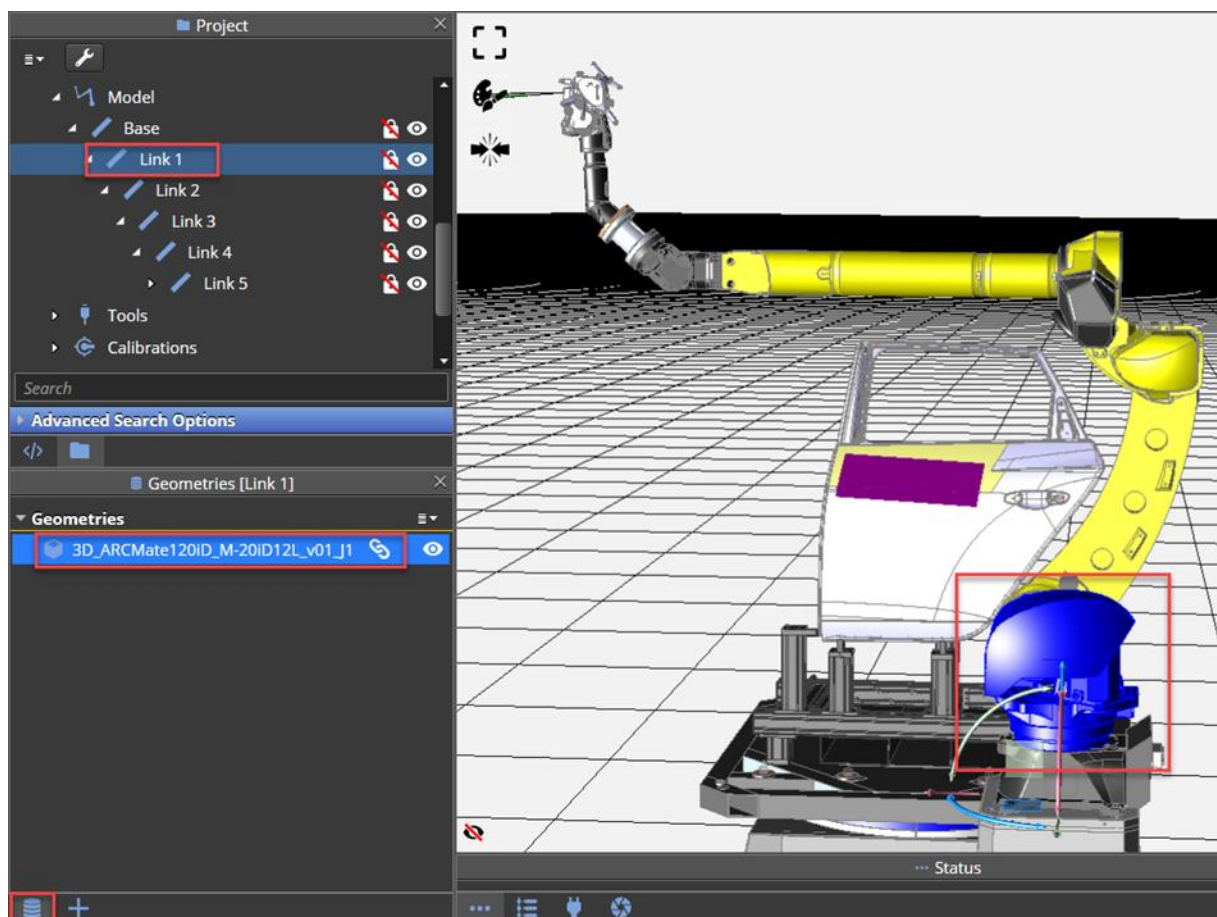 Project
Model
Base
Link 1
Link 2
Link 3
Link 4
Link 5
Tools
Calibrations
Search
Advanced Search Options
</>
Geometries [Link 1]
Geometries
3D_ARCMate120iD_M-20iD12L_v01_J1
Status